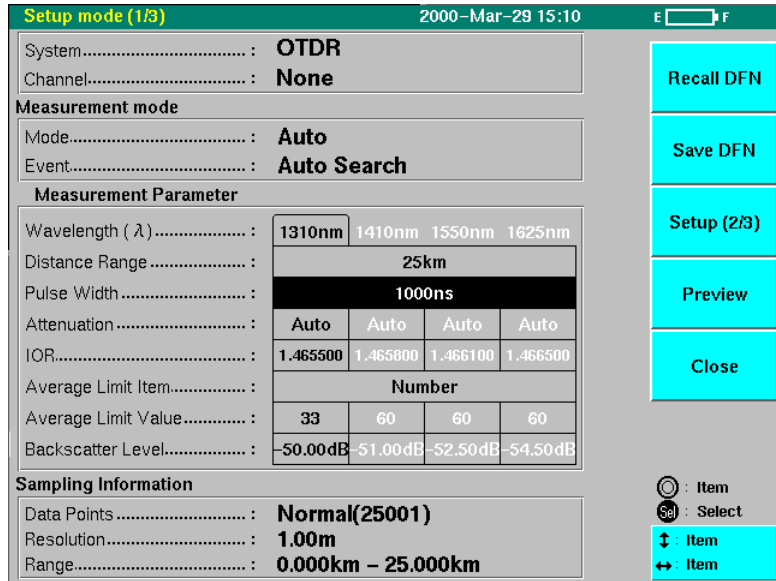 Setup mode (1/3) 2000-Mar-29 15:10 E F
System : OTDR
Channel : None
Measurement mode
Mode : Auto
Event : Auto Search
Measurement Parameter
Wavelength ( λ ) : 1310nm 1410nm 1550nm 1625nm
Distance Range : 25km
Pulse Width : 1000ns
Attenuation : Auto Auto Auto Auto
IOR : 1.465500 1.465800 1.466100 1.466500
Average Limit Item : Number
Average Limit Value : 33 60 60 60
Backscatter Level : -50.00dB -51.00dB -52.50dB -54.50dB
Sampling Information
Data Points : Normal(25001)
Resolution : 1.00m
Range : 0.000km – 25.000km
Recall DFN
Save DFN
Setup (2/3)
Preview
Close
: Item
Sel : Select
↕ : Item
↔ : Item